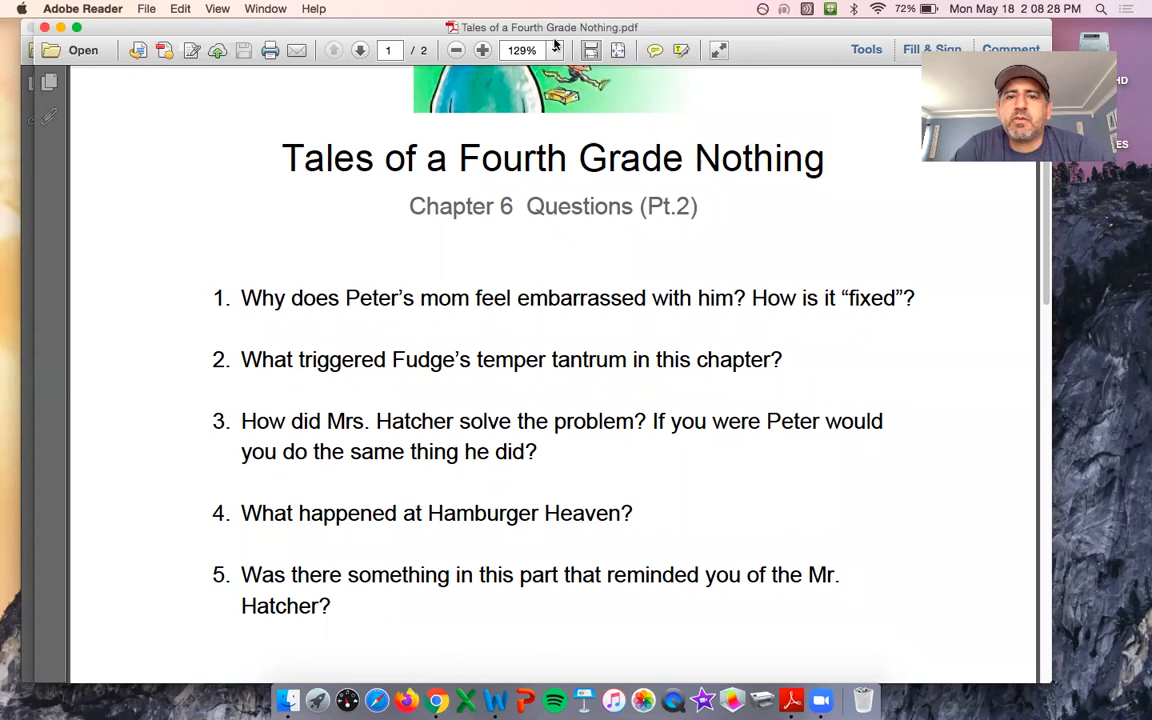 Adobe Reader File Edit View Window Help 72% Mon May 18 2 08 28 PM
Tales of a Fourth Grade Nothing.pdf
Open 1 / 2 129% Tools Fill & Sign Comment
HD
ES
Tales of a Fourth Grade Nothing
Chapter 6 Questions (Pt.2)
1. Why does Peter's mom feel embarrassed with him? How is it “fixed”?
2. What triggered Fudge's temper tantrum in this chapter?
3. How did Mrs. Hatcher solve the problem? If you were Peter would
you do the same thing he did?
4. What happened at Hamburger Heaven?
5. Was there something in this part that reminded you of the Mr.
Hatcher?